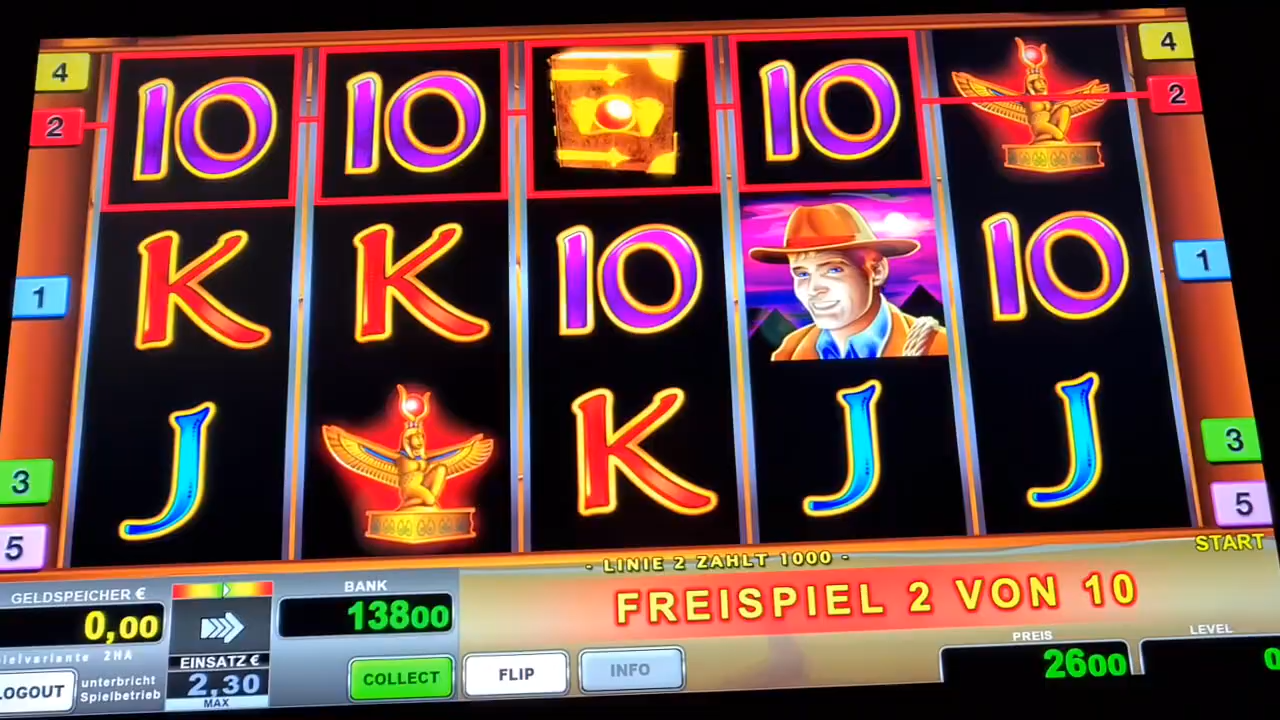 4 4
2 10 10 10 2
K K 10 10 1
1
J K J J 3
3
5 5
- LINIE 2 ZAHLT 1000 -
START
FREISPIEL 2 VON 10
GELDSPEICHER €
0,00
BANK
13800
EINSATZ €
2,30
MAX
2HA
LOGOUT
unterbricht
Spielbetrieb
COLLECT
FLIP
INFO
PREIS
2600
LEVEL
0